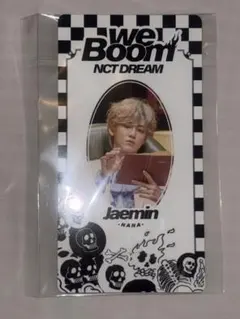 we
Boom
NCT DREAM
Jaemin
-NANA-